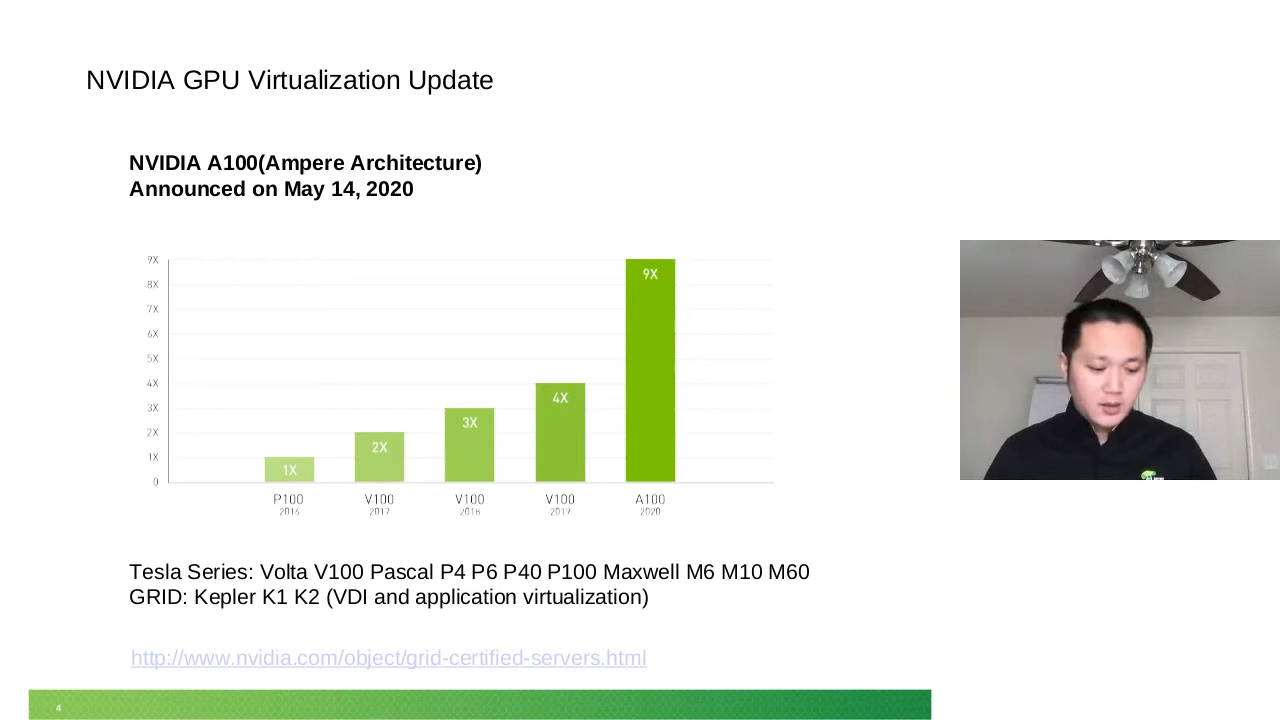 NVIDIA GPU Virtualization Update
NVIDIA A100(Ampere Architecture)
Announced on May 14, 2020
9X
8X
7X
6X
5X
4X
3X
2X
1X
0
1X
2X
3X
4X
9X
P100
2016
V100
2017
V100
2018
V100
2019
A100
2020
Tesla Series: Volta V100 Pascal P4 P6 P40 P100 Maxwell M6 M10 M60
GRID: Kepler K1 K2 (VDI and application virtualization)
http://www.nvidia.com/object/grid-certified-servers.html
4